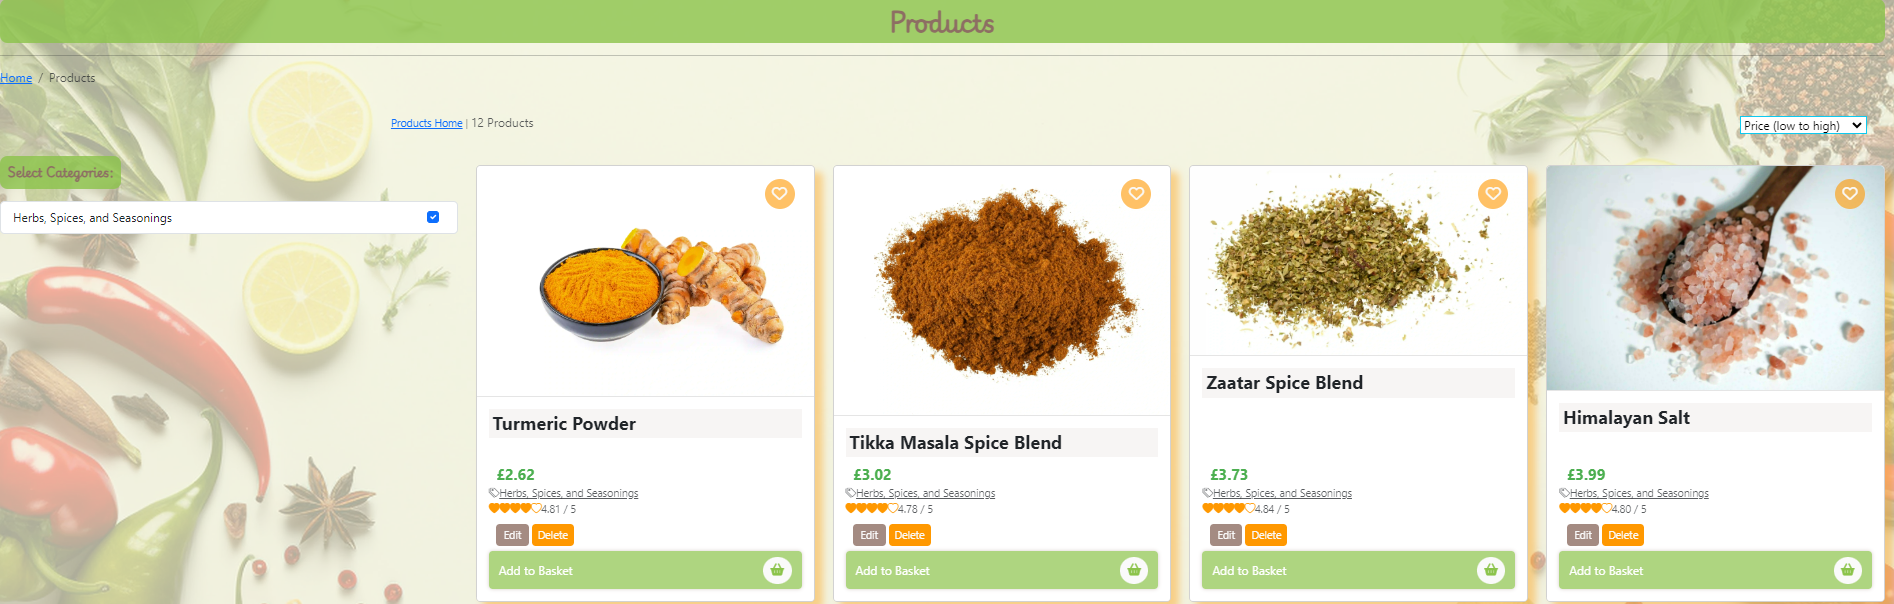 Products
Home / Products
Products Home | 12 Products
Price (low to high)
Select Categories:
Herbs, Spices, and Seasonings
Turmeric Powder
£2.62
Herbs, Spices, and Seasonings
4.81 / 5
Edit Delete
Add to Basket
Tikka Masala Spice Blend
£3.02
Herbs, Spices, and Seasonings
4.78 / 5
Edit Delete
Add to Basket
Zaatar Spice Blend
£3.73
Herbs, Spices, and Seasonings
4.84 / 5
Edit Delete
Add to Basket
Himalayan Salt
£3.99
Herbs, Spices, and Seasonings
4.80 / 5
Edit Delete
Add to Basket